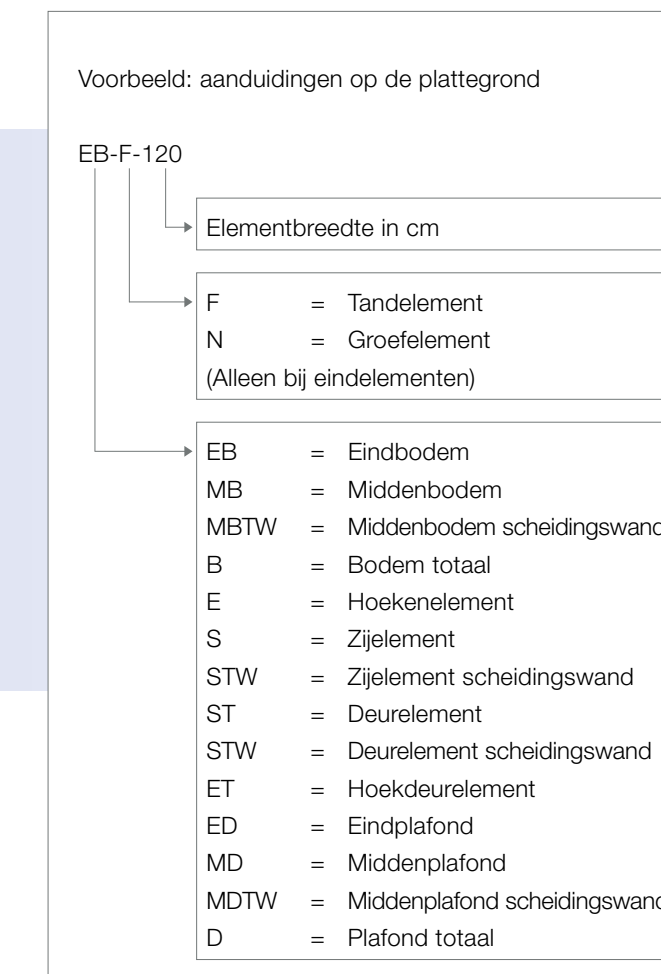 Voorbeeld: aanduidingen op de plattegrond
EB-F-120
Elementbreedte in cm
F = Tandelement
N = Groefelement
(Alleen bij eindelementen)
EB = Eindbodem
MB = Middenbodem
MBTW = Middenbodem scheidingswand
B = Bodem totaal
E = Hoekenelement
S = Zijelement
STW = Zijelement scheidingswand
ST = Deurelement
STW = Deurelement scheidingswand
ET = Hoekdeurelement
ED = Eindplafond
MD = Middenplafond
MDTW = Middenplafond scheidingswand
D = Plafond totaal